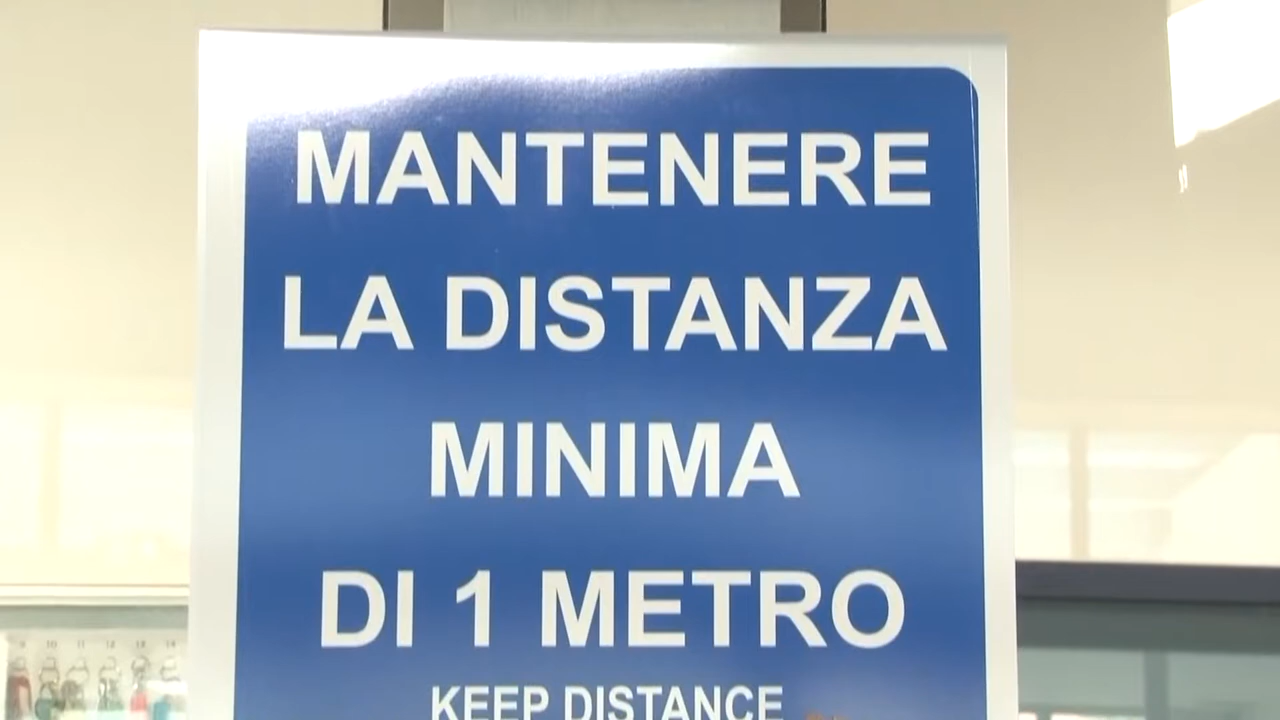 MANTENERE
LA DISTANZA
MINIMA
DI 1 METRO
KEEP DISTANCE